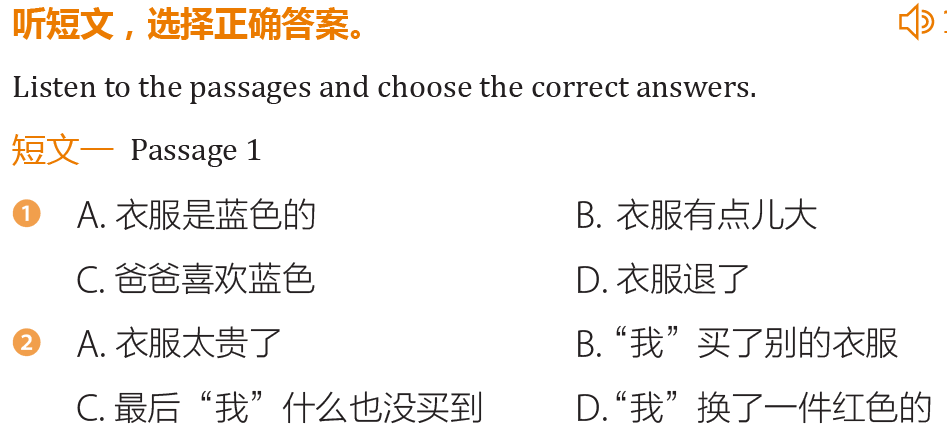 听短文，选择正确答案。
Listen to the passages and choose the correct answers.
短文一 Passage 1
1 A. 衣服是蓝色的 B. 衣服有点儿大
C. 爸爸喜欢蓝色 D. 衣服退了
2 A. 衣服太贵了 B. “我”买了别的衣服
C. 最后“我”什么也没买到 D. “我”换了一件红色的